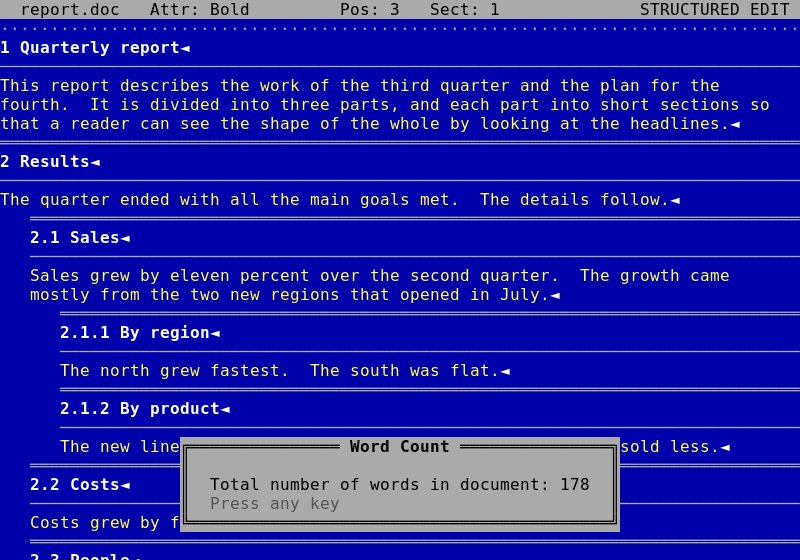 report.doc   Attr: Bold         Pos: 3   Sect: 1              STRUCTURED EDIT
1 Quarterly report◄
This report describes the work of the third quarter and the plan for the
fourth.  It is divided into three parts, and each part into short sections so
that a reader can see the shape of the whole by looking at the headlines.◄
2 Results◄
The quarter ended with all the main goals met.  The details follow.◄
2.1 Sales◄
Sales grew by eleven percent over the second quarter.  The growth came
mostly from the two new regions that opened in July.◄
2.1.1 By region◄
The north grew fastest.  The south was flat.◄
2.1.2 By product◄
The new line sold less.◄
Word Count
2.2 Costs◄
Total number of words in document: 178
Press any key
Costs grew by f
2.3 People◄